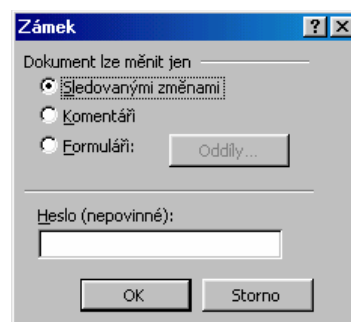 Zámek
Dokument lze měnit jen
Sledovanými změnami
Komentáři
Formuláři:
Oddíly...
Heslo (nepovinné):
OK
Storno